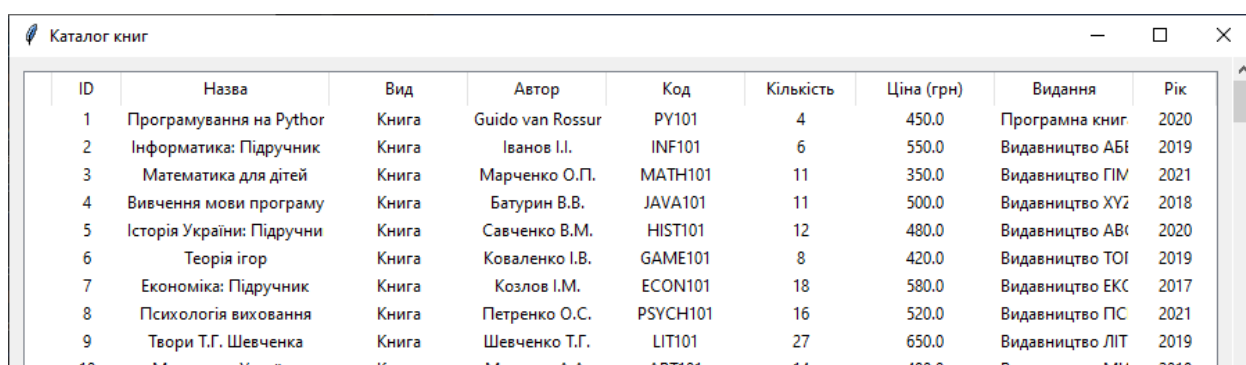 Каталог книг
ID Назва Вид Автор Код Кількість Ціна (грн) Видання Рік
1 Програмування на Pythor Книга Guido van Rossur PY101 4 450.0 Програмна книг 2020
2 Інформатика: Підручник Книга Іванов І.І. INF101 6 550.0 Видавництво АБВ 2019
3 Математика для дітей Книга Марченко О.П. MATH101 11 350.0 Видавництво ГІМ 2021
4 Вивчення мови програму Книга Батурин В.В. JAVA101 11 500.0 Видавництво XYZ 2018
5 Історія України: Підручни Книга Савченко В.М. HIST101 12 480.0 Видавництво 2020
6 Теорія ігор Книга Коваленко І.В. GAME101 8 420.0 Видавництво 2019
7 Економіка: Підручник Книга Козлов І.М. ECON101 18 580.0 Видавництво 2017
8 Психологія виховання Книга Петренко О.С. PSYCH101 16 520.0 Видавництво ПС 2021
9 Твори Т.Г. Шевченка Книга Шевченко Т.Г. LIT101 27 650.0 Видавництво ЛІТ 2019